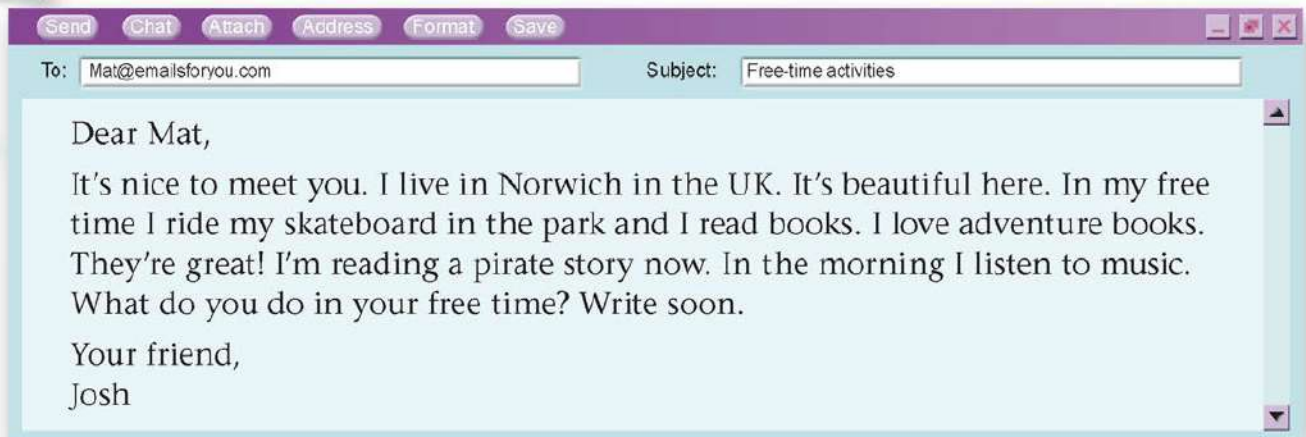 Send Chat Attach Address Format Save
To: Mat@emailsforyou.com Subject: Free-time activities
Dear Mat,
It's nice to meet you. I live in Norwich in the UK. It's beautiful here. In my free
time I ride my skateboard in the park and I read books. I love adventure books.
They're great! I'm reading a pirate story now. In the morning I listen to music.
What do you do in your free time? Write soon.
Your friend,
Josh